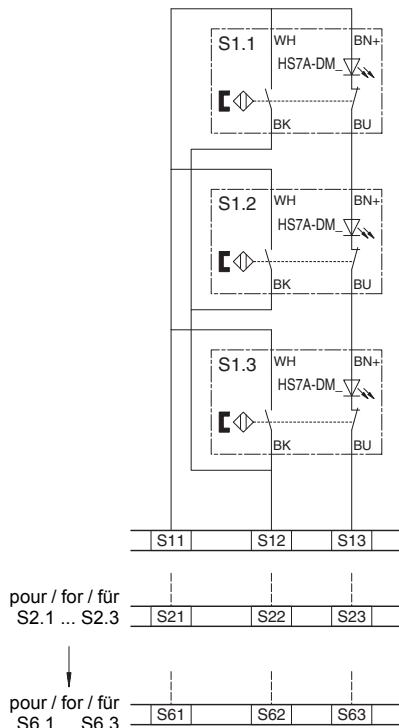 S1.1 WH BN+
HS7A-DM_
BK BU
S1.2 WH BN+
HS7A-DM_
BK BU
S1.3 WH BN+
HS7A-DM_
BK BU
S11 S12 S13
pour / for / für
S2.1 ... S2.3 S21 S22 S23
pour / for / für
S6.1 ... S6.3 S61 S62 S63